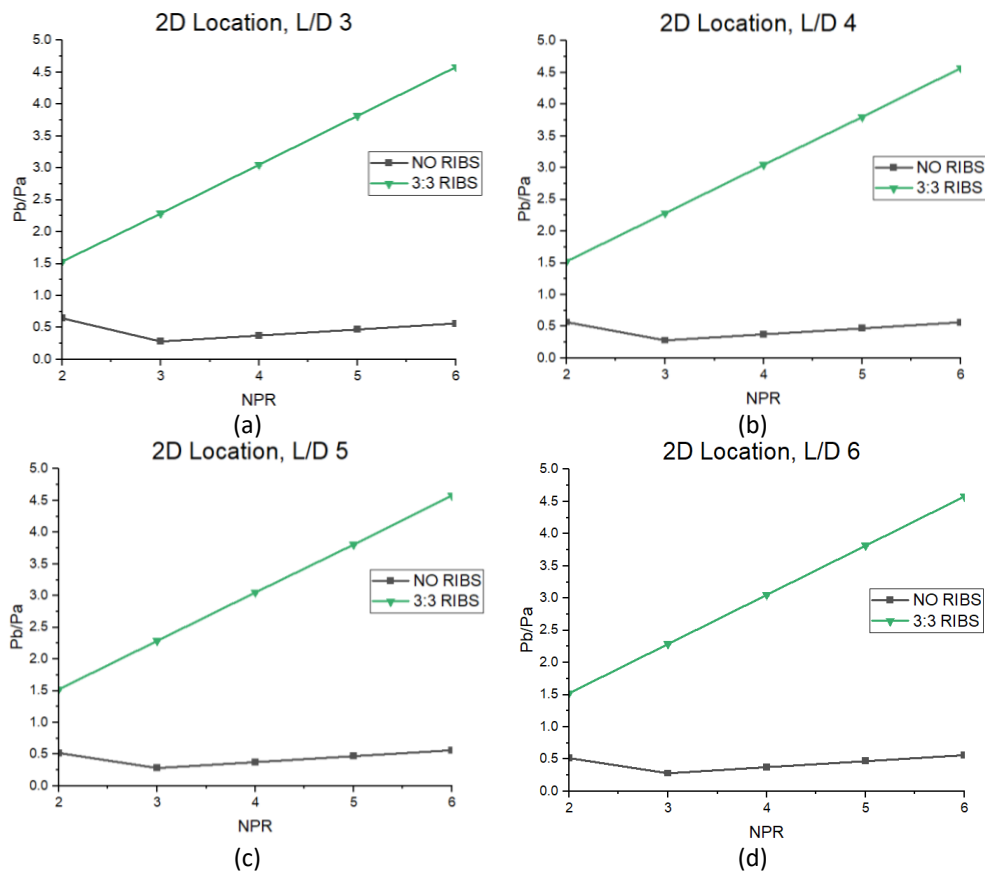 2D Location, L/D 3
5.0
4.5
4.0
3.5
3.0
2.5
2.0
1.5
1.0
0.5
0.0
Pb/Pa
NO RIBS
3:3 RIBS
2 3 4 5 6
NPR
(a)
2D Location, L/D 4
5.0
4.5
4.0
3.5
3.0
2.5
2.0
1.5
1.0
0.5
0.0
Pb/Pa
NO RIBS
3:3 RIBS
2 3 4 5 6
NPR
(b)
2D Location, L/D 5
5.0
4.5
4.0
3.5
3.0
2.5
2.0
1.5
1.0
0.5
0.0
Pb/Pa
NO RIBS
3:3 RIBS
2 3 4 5 6
NPR
(c)
2D Location, L/D 6
5.0
4.5
4.0
3.5
3.0
2.5
2.0
1.5
1.0
0.5
0.0
Pb/Pa
NO RIBS
3:3 RIBS
2 3 4 5 6
NPR
(d)